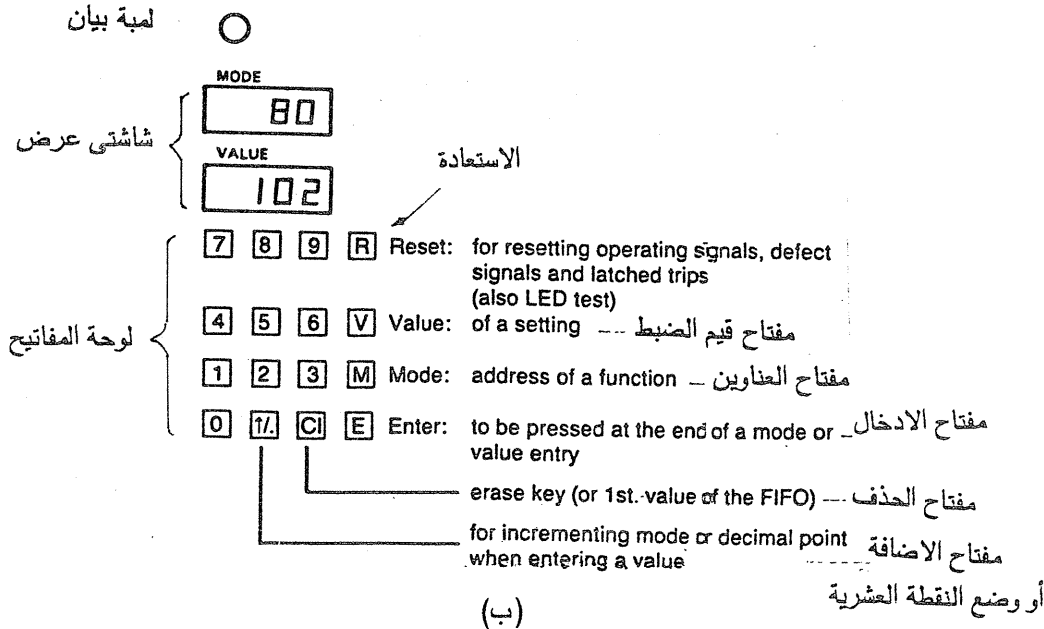 لمبة بيان
MODE
80
شاشتى عرض
VALUE
102
الاستعادة
7 8 9 R Reset: for resetting operating signals, defect
signals and latched trips
(also LED test)
4 5 6 V Value: of a setting --- مفتاح قيم الضبط
لوحة المفاتيح
1 2 3 M Mode: address of a function – مفتاح العناوين
0 ↑/. Cl E Enter: to be pressed at the end of a mode or – مفتاح الادخال
value entry
erase key (or 1st. value of the FIFO) --- مفتاح الحذف
for incrementing mode or decimal point
when entering a value ------ مفتاح الاضافة
أو وضع النقطة العشرية
(ب)